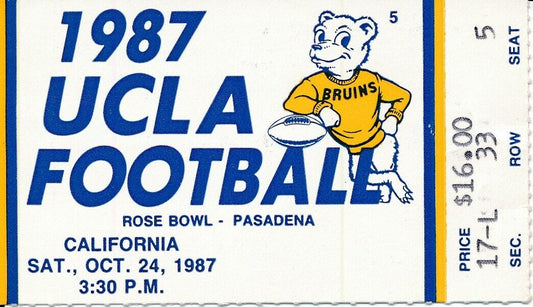 1987
UCLA
FOOTBALL
5
BRUINS
ROSE BOWL - PASADENA
CALIFORNIA
SAT., OCT. 24, 1987
3:30 P.M.
PRICE $16.00
SEC. 17-L ROW 33 SEAT 5